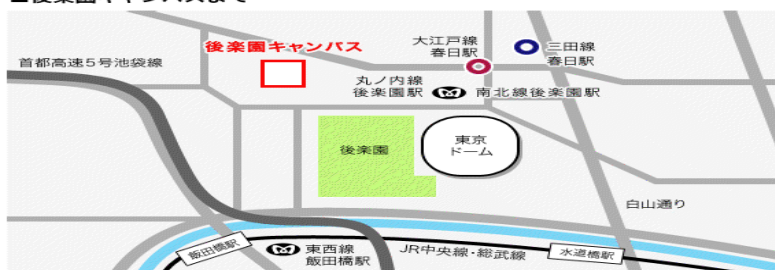 後楽園キャンパスまで
後楽園キャンパス
大江戸線
春日駅
三田線
春日駅
首都高速5号池袋線
丸ノ内線
後楽園駅
南北線後楽園駅
後楽園
東京
ドーム
白山通り
飯田橋駅
東西線
飯田橋駅
JR中央線・総武線
水道橋駅